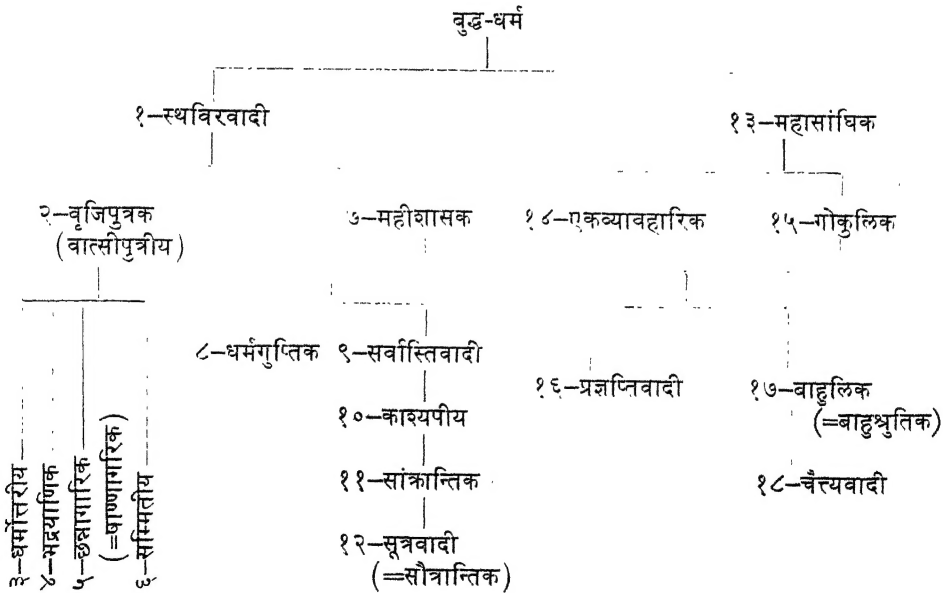 बुद्ध-धर्म
१–स्थविरवादी
१३–महासांघिक
२–वृजिपुत्रक
(वात्सीपुत्रीय)
७–महीशासक
१४–एकव्यावहारिक
१५–गोकुलिक
३–धर्मोत्तरीय
४–भद्रयाणिक
५–छन्नागारिक
(=षाण्णागरिक)
६–सम्मितीय
८–धर्मगुप्तिक
९–सर्वास्तिवादी
१०–काश्यपीय
११–सांक्रान्तिक
१२–सूत्रवादी
(=सौत्रान्तिक)
१६–प्रज्ञप्तिवादी
१७–बाहुलिक
(=बाहुश्रुतिक)
१८–चैत्त्यवादी